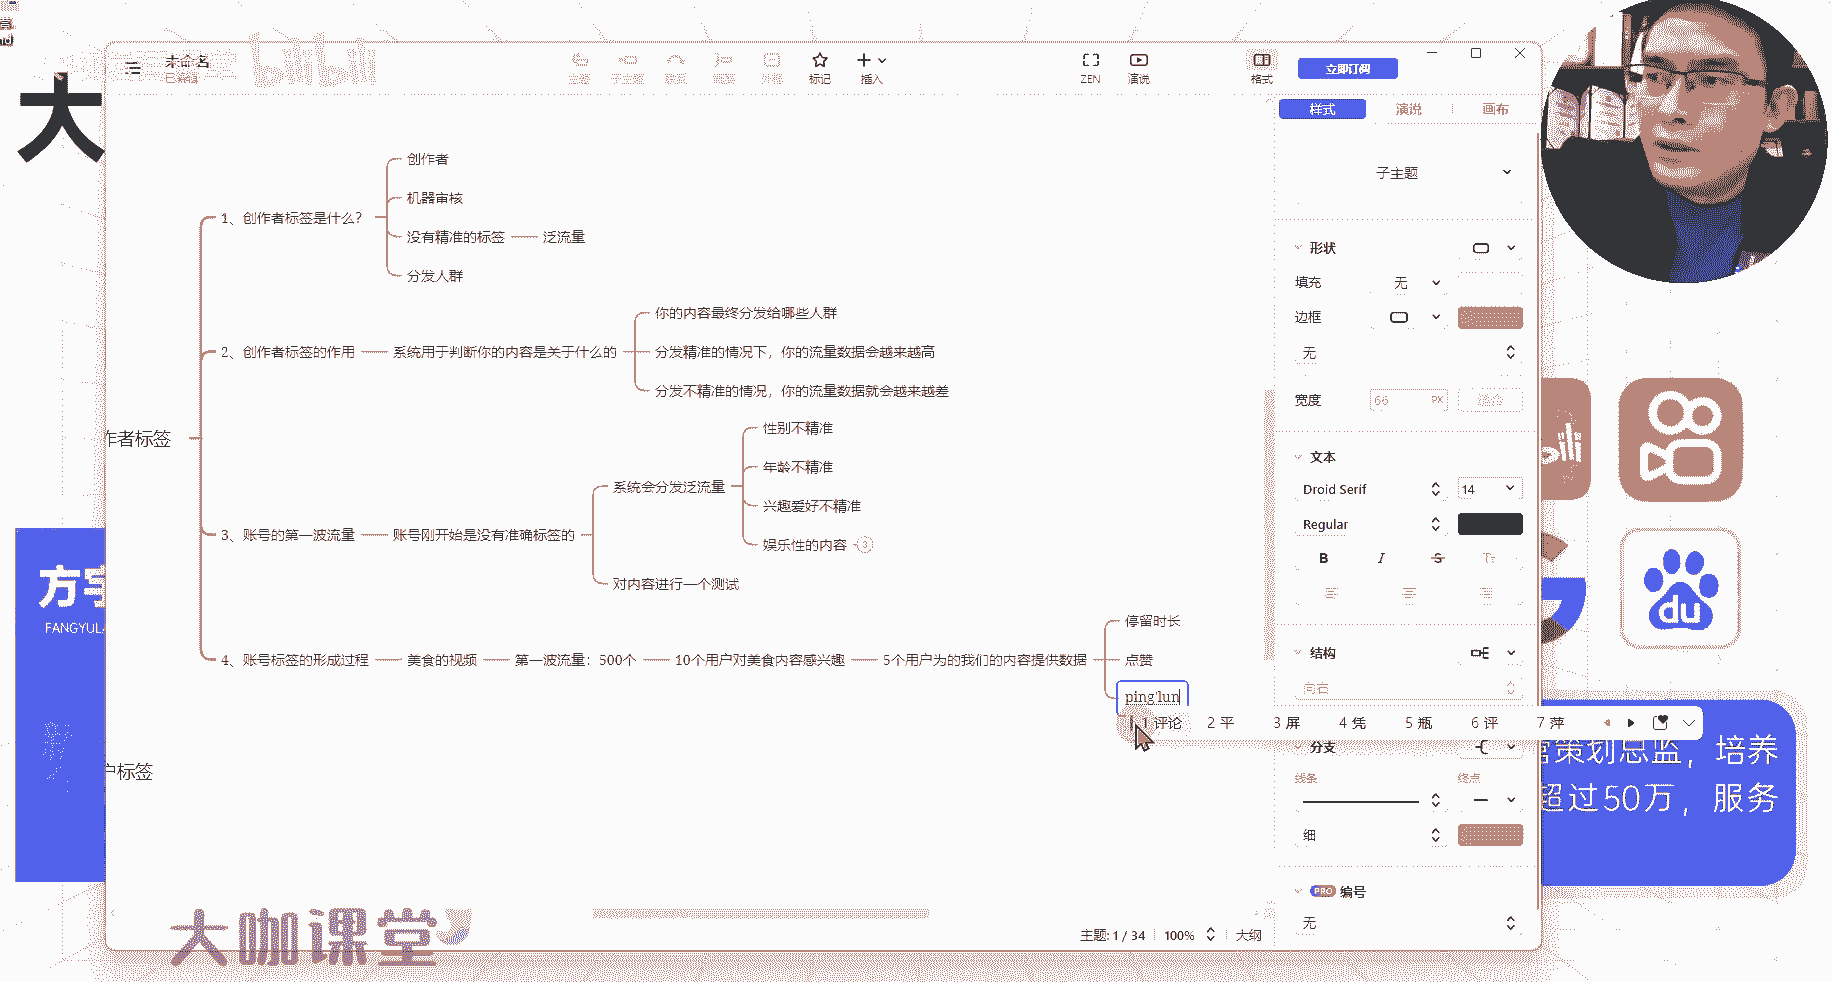 未命名
已编辑
bilibili
主题
子主题
联系
概要
外框
标记
插入
ZEN
演说
格式
立即订阅
大
样式
演说
画布
创作者
机器审核
1、创作者标签是什么？
没有精准的标签
泛流量
分发人群
子主题
形状
填充
无
边框
无
宽度
66
PX
适合
你的内容最终分发给哪些人群
2、创作者标签的作用
系统用于判断你的内容是关于什么的
分发精准的情况下，你的流量数据会越来越高
分发不精准的情况，你的流量数据就会越来越差
作者标签
性别不精准
年龄不精准
系统会分发泛流量
兴趣爱好不精准
3、账号的第一波流量
账号刚开始是没有准确标签的
娱乐性的内容
3
对内容进行一个测试
文本
Droid Serif
14
Regular
B
I
S
Tt
方宇
FANGYUL
停留时长
4、账号标签的形成过程
美食的视频
第一波流量：500个
10个用户对美食内容感兴趣
5个用户为的我们的内容提供数据
点赞
ping'lun
1 评论
2 平
3 屏
4 凭
5 瓶
6 评
7 萍
结构
向右
分支
线条
终点
细
户标签
营策划总监，培养
超过50万，服务
du
PRO
编号
无
大咖课堂
主题: 1 / 34
100%
大纲